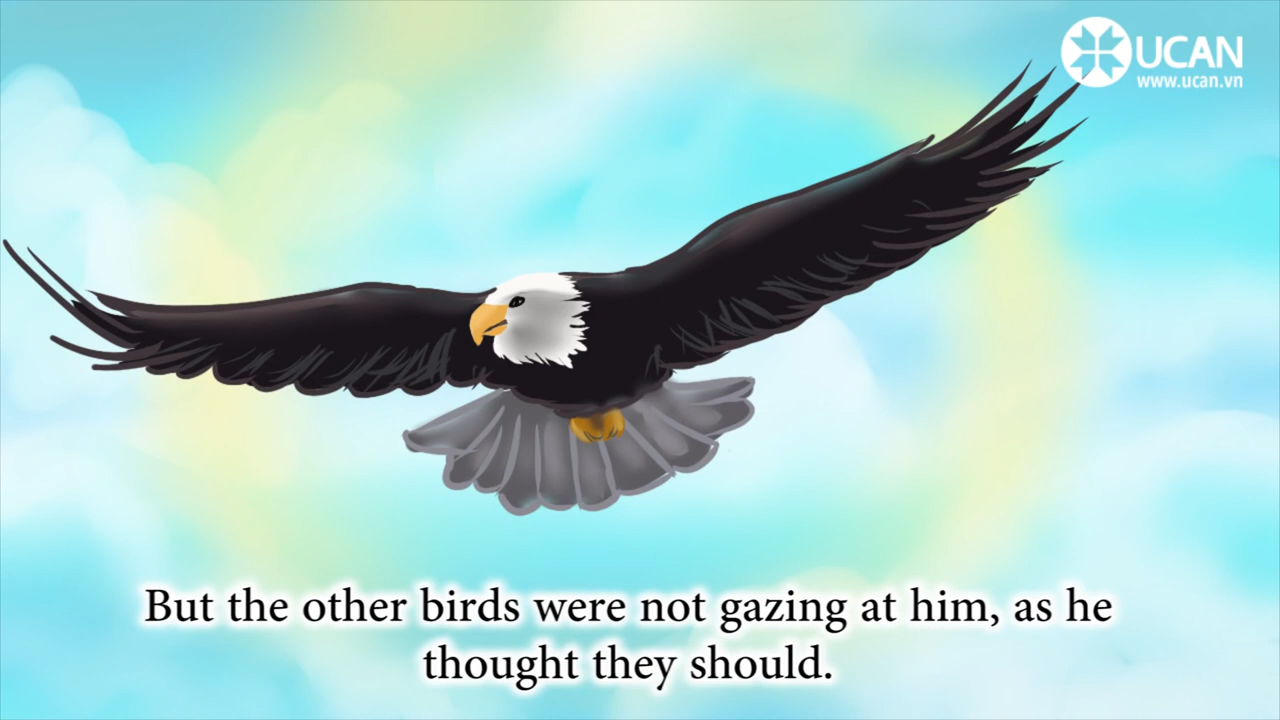 UCAN
www.ucan.vn
But the other birds were not gazing at him, as he
thought they should.